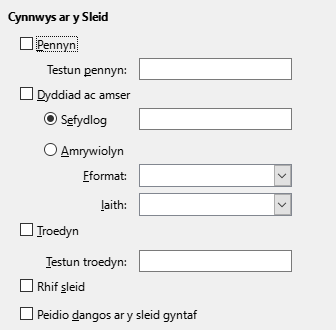 Cynnwys ar y Sleid
Pennyn
Testun pennyn:
Dyddiad ac amser
Sefydlog
Amrywiolyn
Fformat:
Iaith:
Troedyn
Testun troedyn:
Rhif sleid
Peidio dangos ar y sleid gyntaf